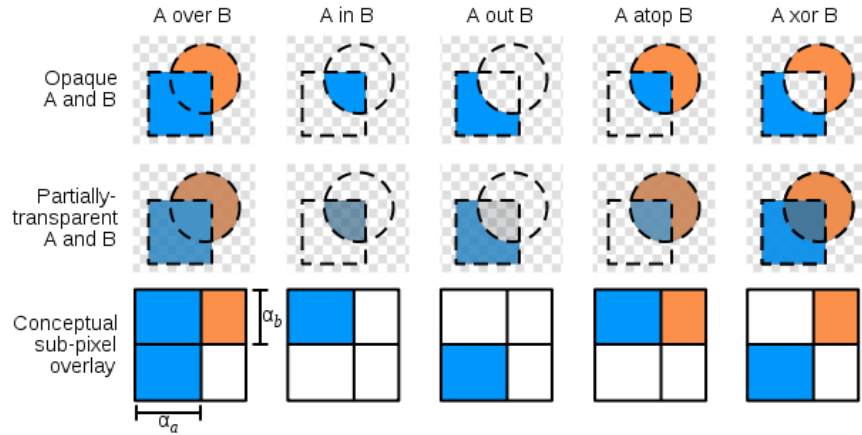 A over B
A in B
A out B
A atop B
A xor B
Opaque
A and B
Partially-
transparent
A and B
Conceptual
sub-pixel
overlay
αb
αa